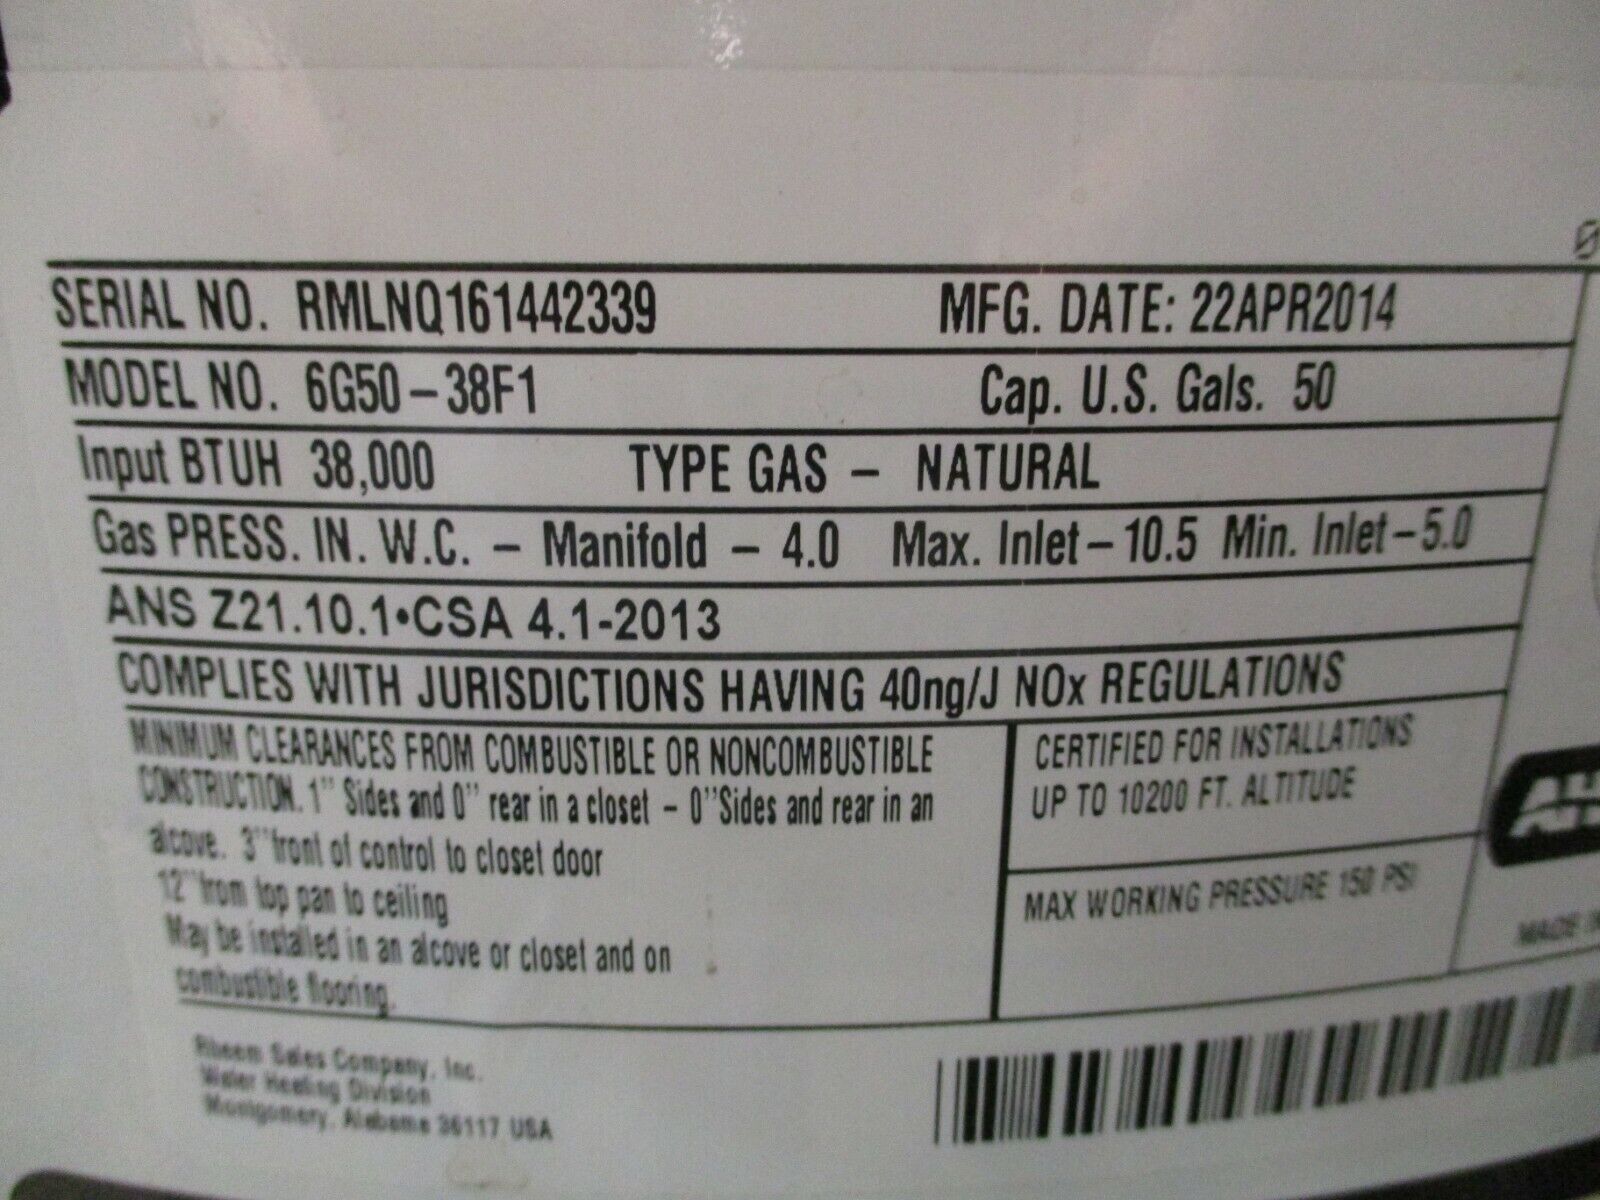 SERIAL NO. RMLNQ161442339 MFG. DATE: 22APR2014
MODEL NO. 6G50-38F1 Cap. U.S. Gals. 50
Input BTUH 38,000 TYPE GAS - NATURAL
Gas PRESS. IN. W.C. - Manifold - 4.0 Max. Inlet-10.5 Min. Inlet-5.0
ANS Z21.10.1•CSA 4.1-2013
COMPLIES WITH JURISDICTIONS HAVING 40ng/J NOx REGULATIONS
MINIMUM CLEARANCES FROM COMBUSTIBLE OR NONCOMBUSTIBLE
CONSTRUCTION. 1" Sides and 0" rear in a closet - 0" Sides and rear in an
alcove. 3" front of control to closet door
12" from top pan to ceiling
May be installed in an alcove or closet and on
combustible flooring.
CERTIFIED FOR INSTALLATIONS
UP TO 10200 FT. ALTITUDE
MAX WORKING PRESSURE 150 PSI
MADE IN
Rheem Sales Company, Inc.
Water Heating Division
Montgomery, Alabama 36117 USA